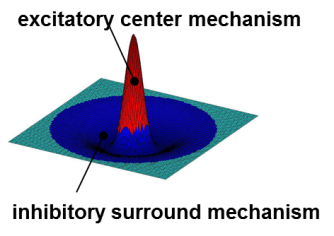 excitatory center mechanism
inhibitory surround mechanism